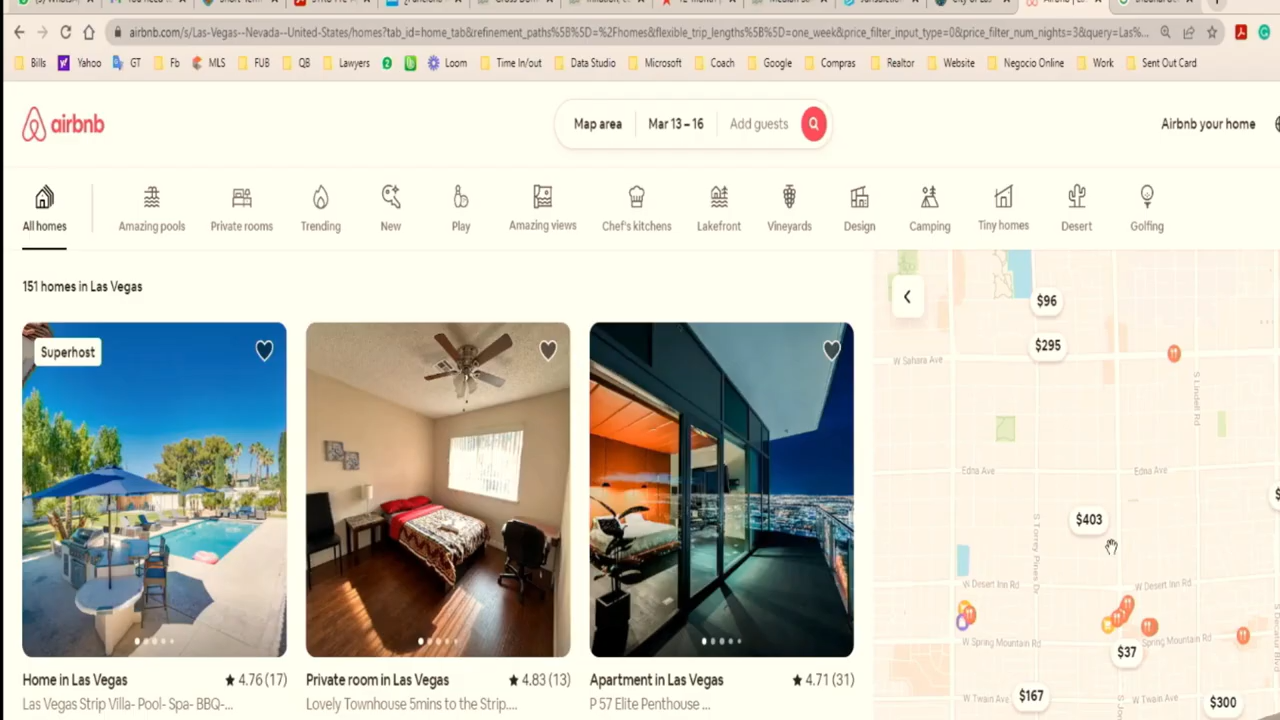 airbnb.com/s/Las-Vegas--Nevada--United-States/homes?tab_id=home_tab&refinement_paths%5B%5D=%2Fhomes&flexible_trip_lengths%5B%5D=one_week&price_filter_input_type=0&price_filter_num_nights=3&query=Las%...
Bills Yahoo GT Fb MLS FUB QB Lawyers Loom Time In/out Data Studio Microsoft Coach Google Compras Realtor Website Negocio Online Work Sent Out Card
airbnb
Map area Mar 13 – 16 Add guests
Airbnb your home
All homes Amazing pools Private rooms Trending New Play Amazing views Chef's kitchens Lakefront Vineyards Design Camping Tiny homes Desert Golfing
151 homes in Las Vegas
Superhost
Home in Las Vegas ★ 4.76 (17)
Las Vegas Strip Villa- Pool- Spa- BBQ-...
Private room in Las Vegas ★ 4.83 (13)
Lovely Townhouse 5mins to the Strip....
Apartment in Las Vegas ★ 4.71 (31)
P 57 Elite Penthouse ...
$96
$295
W Sahara Ave
S Lindell Rd
Edna Ave
Edna Ave
$403
S Torrey Pines Dr
W Desert Inn Rd
W Desert Inn Rd
W Spring Mountain Rd
Spring Mountain Rd
S Decatur Blvd
$37
W Twain Ave
$167
W Twain Ave
$300